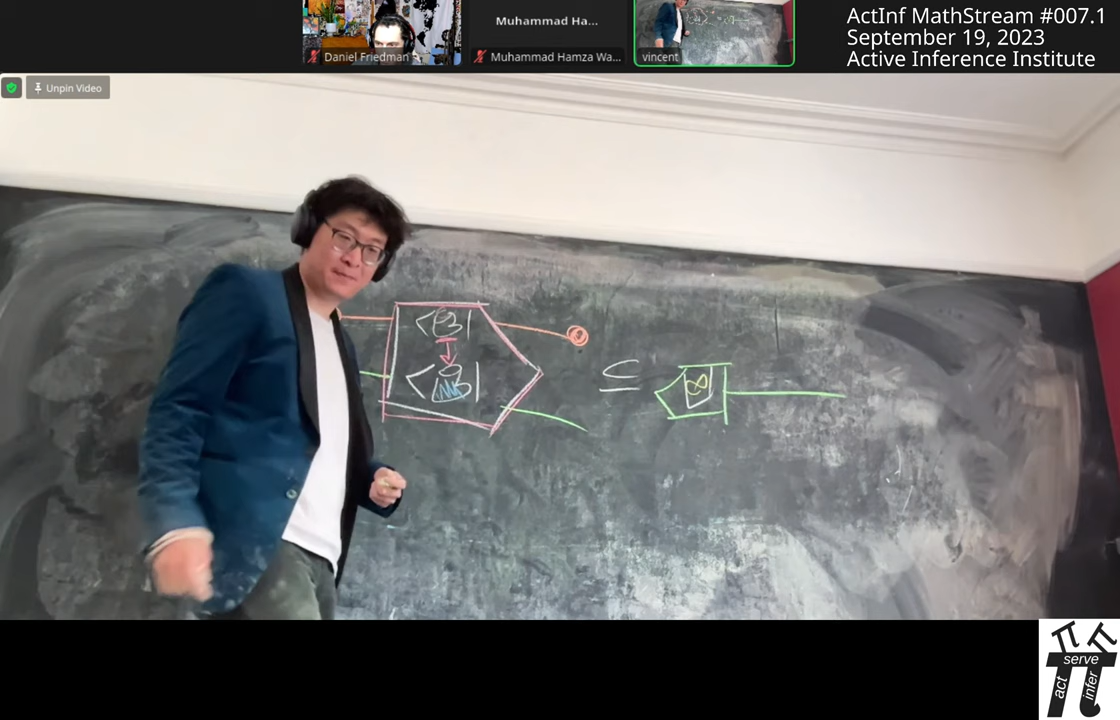 Muhammad Ha...
Daniel Friedman
Muhammad Hamza Wa...
vincent
ActInf MathStream #007.1
September 19, 2023
Active Inference Institute
Unpin Video
⊆
act
serve
infer